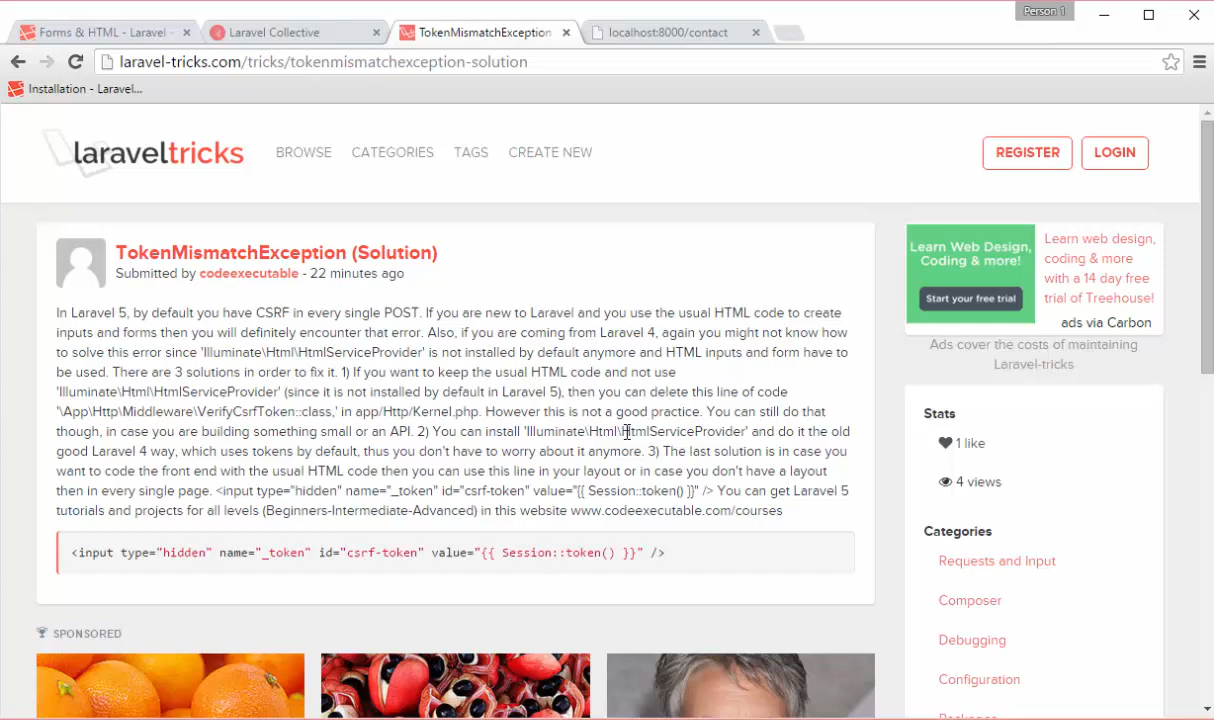 Person 1
Forms & HTML - Laravel -
Laravel Collective
TokenMismatchException
localhost:8000/contact
laravel-tricks.com/tricks/tokenmismatchexception-solution
Installation - Laravel...
laraveltricks
BROWSE
CATEGORIES
TAGS
CREATE NEW
REGISTER
LOGIN
TokenMismatchException (Solution)
Submitted by codeexecutable - 22 minutes ago
In Laravel 5, by default you have CSRF in every single POST. If you are new to Laravel and you use the usual HTML code to create
inputs and forms then you will definitely encounter that error. Also, if you are coming from Laravel 4, again you might not know how
to solve this error since 'Illuminate\Html\HtmlServiceProvider' is not installed by default anymore and HTML inputs and form have to
be used. There are 3 solutions in order to fix it. 1) If you want to keep the usual HTML code and not use
'Illuminate\Html\HtmlServiceProvider' (since it is not installed by default in Laravel 5), then you can delete this line of code
'\App\Http\Middleware\VerifyCsrfToken::class,' in app/Http/Kernel.php. However this is not a good practice. You can still do that
though, in case you are building something small or an API. 2) You can install 'Illuminate\Html\HtmlServiceProvider' and do it the old
good Laravel 4 way, which uses tokens by default, thus you don't have to worry about it anymore. 3) The last solution is in case you
want to code the front end with the usual HTML code then you can use this line in your layout or in case you don't have a layout
then in every single page. <input type="hidden" name="_token" id="csrf-token" value="{{ Session::token() }}" /> You can get Laravel 5
tutorials and projects for all levels (Beginners-Intermediate-Advanced) in this website www.codeexecutable.com/courses
<input type="hidden" name="_token" id="csrf-token" value="{{ Session::token() }}" />
SPONSORED
Learn Web Design,
Coding & more!
Start your free trial
Learn web design,
coding & more
with a 14 day free
trial of Treehouse!
ads via Carbon
Ads cover the costs of maintaining
Laravel-tricks
Stats
1 like
4 views
Categories
Requests and Input
Composer
Debugging
Configuration
Packages